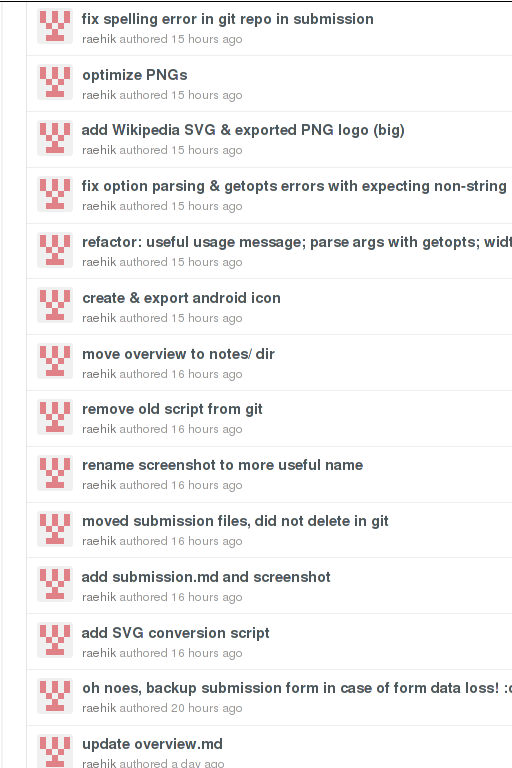 fix spelling error in git repo in submission
raehik authored 15 hours ago
optimize PNGs
raehik authored 15 hours ago
add Wikipedia SVG & exported PNG logo (big)
raehik authored 15 hours ago
fix option parsing & getopts errors with expecting non-string
raehik authored 15 hours ago
refactor: useful usage message; parse args with getopts;
raehik authored 15 hours ago
create & export android icon
raehik authored 15 hours ago
move overview to notes/ dir
raehik authored 16 hours ago
remove old script from git
raehik authored 16 hours ago
rename screenshot to more useful name
raehik authored 16 hours ago
moved submission files, did not delete in git
raehik authored 16 hours ago
add submission.md and screenshot
raehik authored 16 hours ago
add SVG conversion script
raehik authored 16 hours ago
oh noes, backup submission form in case of form data loss!
raehik authored 20 hours ago
update overview.md
raehik authored a day ago